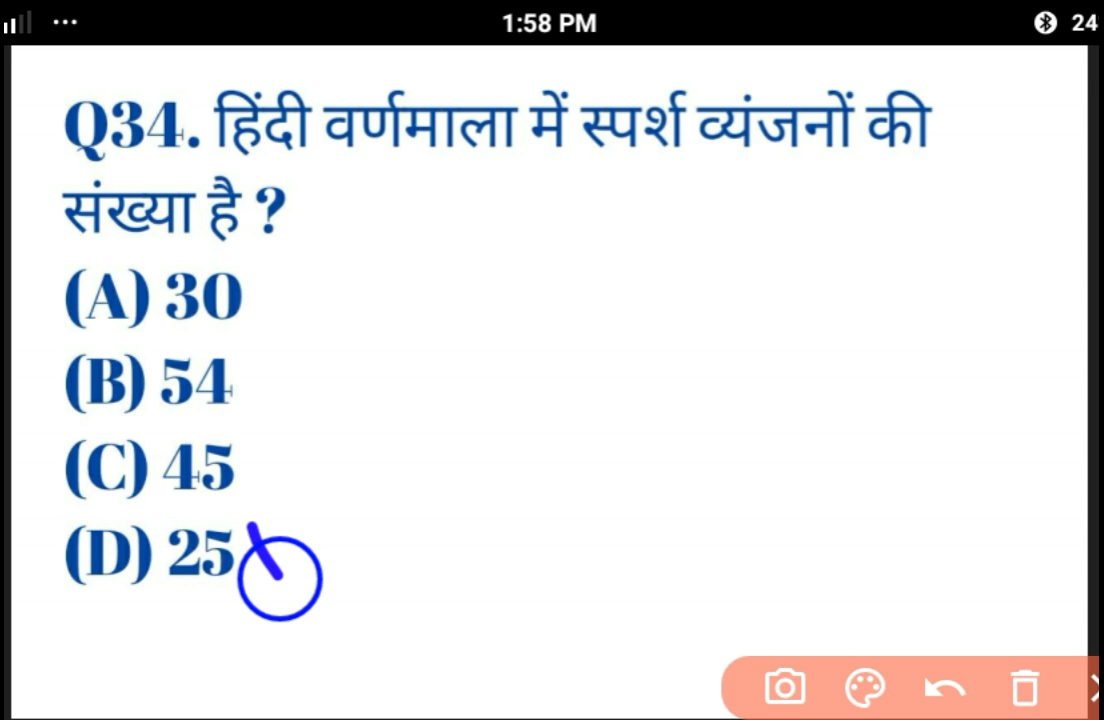 1:58 PM
24
Q34. हिंदी वर्णमाला में स्पर्श व्यंजनों की
संख्या है ?
(A) 30
(B) 54
(C) 45
(D) 25